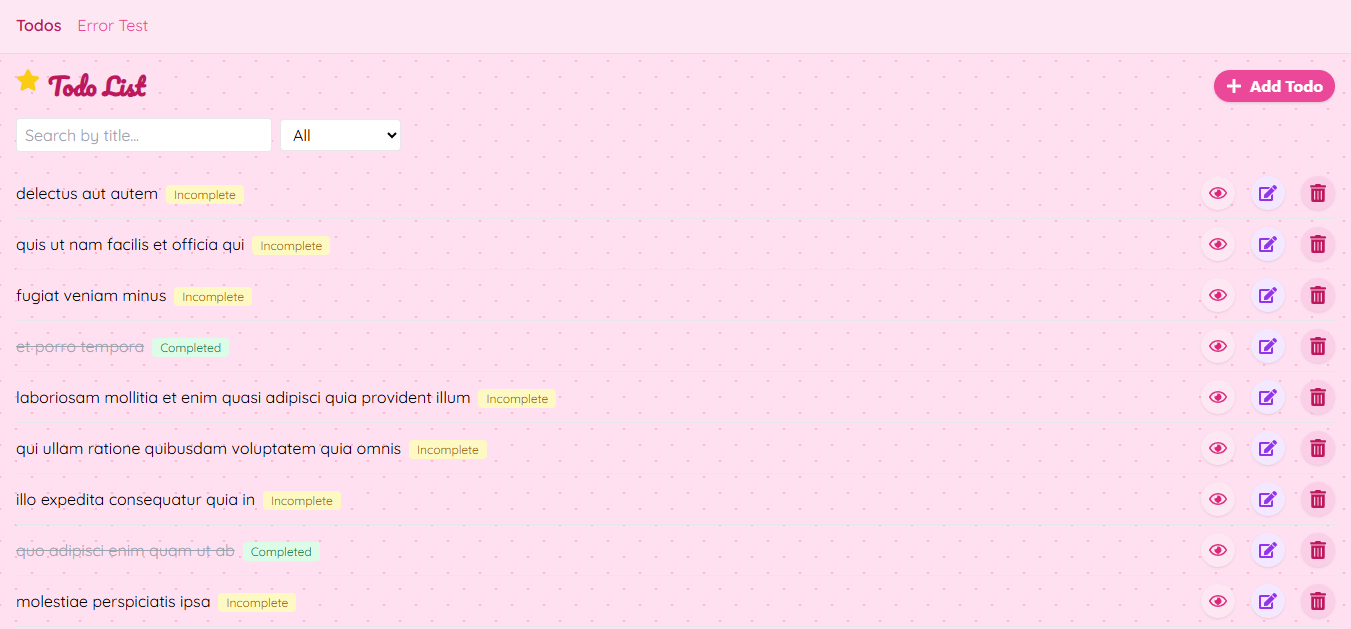 Todos Error Test
Todo List
Add Todo
Search by title...
All
delectus aut autem Incomplete
quis ut nam facilis et officia qui Incomplete
fugiat veniam minus Incomplete
et porro tempora Completed
laboriosam mollitia et enim quasi adipisci quia provident illum Incomplete
qui ullam ratione quibusdam voluptatem quia omnis Incomplete
illo expedita consequatur quia in Incomplete
quo adipisci enim quam ut ab Completed
molestiae perspiciatis ipsa Incomplete